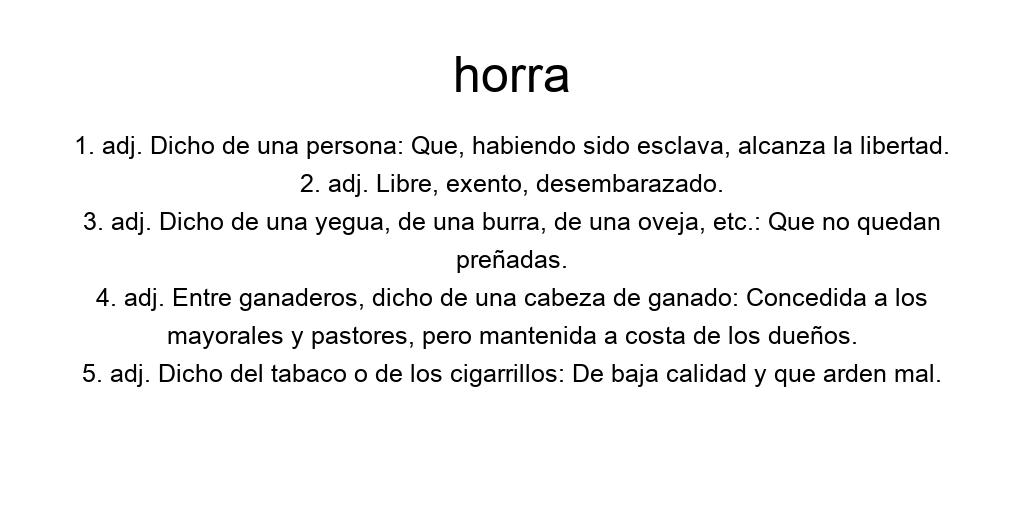 horra
1. adj. Dicho de una persona: Que, habiendo sido esclava, alcanza la libertad.
2. adj. Libre, exento, desembarazado.
3. adj. Dicho de una yegua, de una burra, de una oveja, etc.: Que no quedan
preñadas.
4. adj. Entre ganaderos, dicho de una cabeza de ganado: Concedida a los
mayorales y pastores, pero mantenida a costa de los dueños.
5. adj. Dicho del tabaco o de los cigarrillos: De baja calidad y que arden mal.